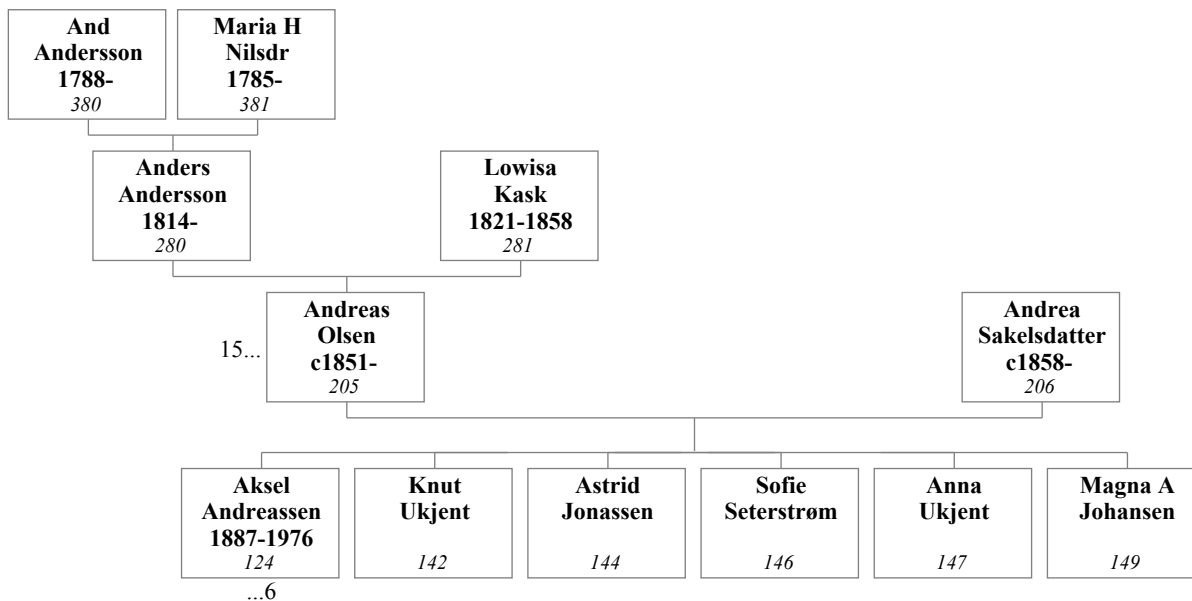 And
Andersson
1788-
380
Maria H
Nilsdr
1785-
381
Anders
Andersson
1814-
280
Lowisa
Kask
1821-1858
281
15...
Andreas
Olsen
c1851-
205
Andrea
Sakelsdatter
c1858-
206
Aksel
Andreassen
1887-1976
124
...6
Knut
Ukjent
142
Astrid
Jonassen
144
Sofie
Seterstrøm
146
Anna
Ukjent
147
Magna A
Johansen
149